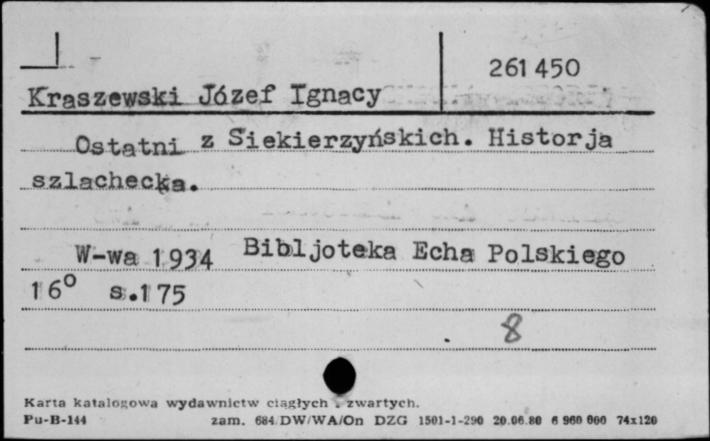 261 450
Kraszewski Józef Ignacy
Ostatni z Siekierzyńskich. Historja
szlachecka.
W-wa 1934 Bibljoteka Echa Polskiego
16° s.175
8
Karta katalogowa wydawnictw ciągłych i zwartych.
Pu-B-144 zam. 684/DW/WA/On DZG 1501-1-290 20.06.80 6 960 000 74x120